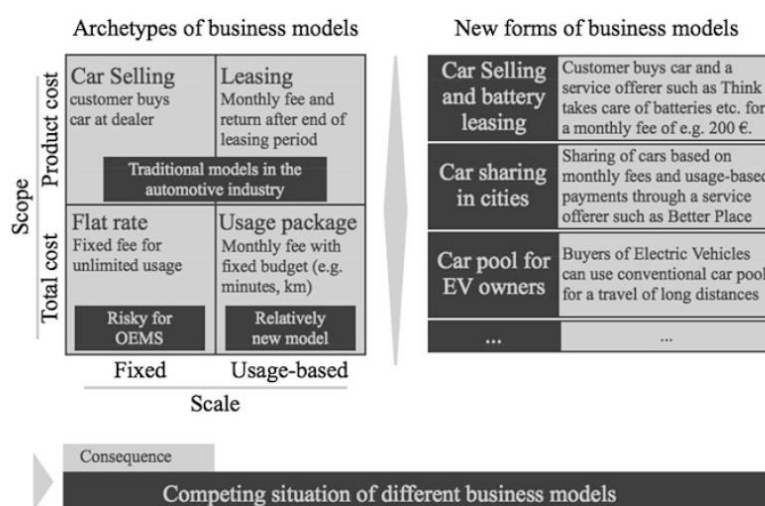 Archetypes of business models
New forms of business models
Scope
Product cost
Total cost
Car Selling
customer buys
car at dealer
Leasing
Monthly fee and
return after end of
leasing period
Traditional models in the
automotive industry
Flat rate
Fixed fee for
unlimited usage
Risky for
OEMS
Usage package
Monthly fee with
fixed budget (e.g.
minutes, km)
Relatively
new model
Fixed
Usage-based
Scale
Car Selling
and battery
leasing
Customer buys car and a
service offerer such as Think
takes care of batteries etc. for
a monthly fee of e.g. 200 €.
Car sharing
in cities
Sharing of cars based on
monthly fees and usage-based
payments through a service
offerer such as Better Place
Car pool for
EV owners
Buyers of Electric Vehicles
can use conventional car pool
for a travel of long distances
...
...
Consequence
Competing situation of different business models